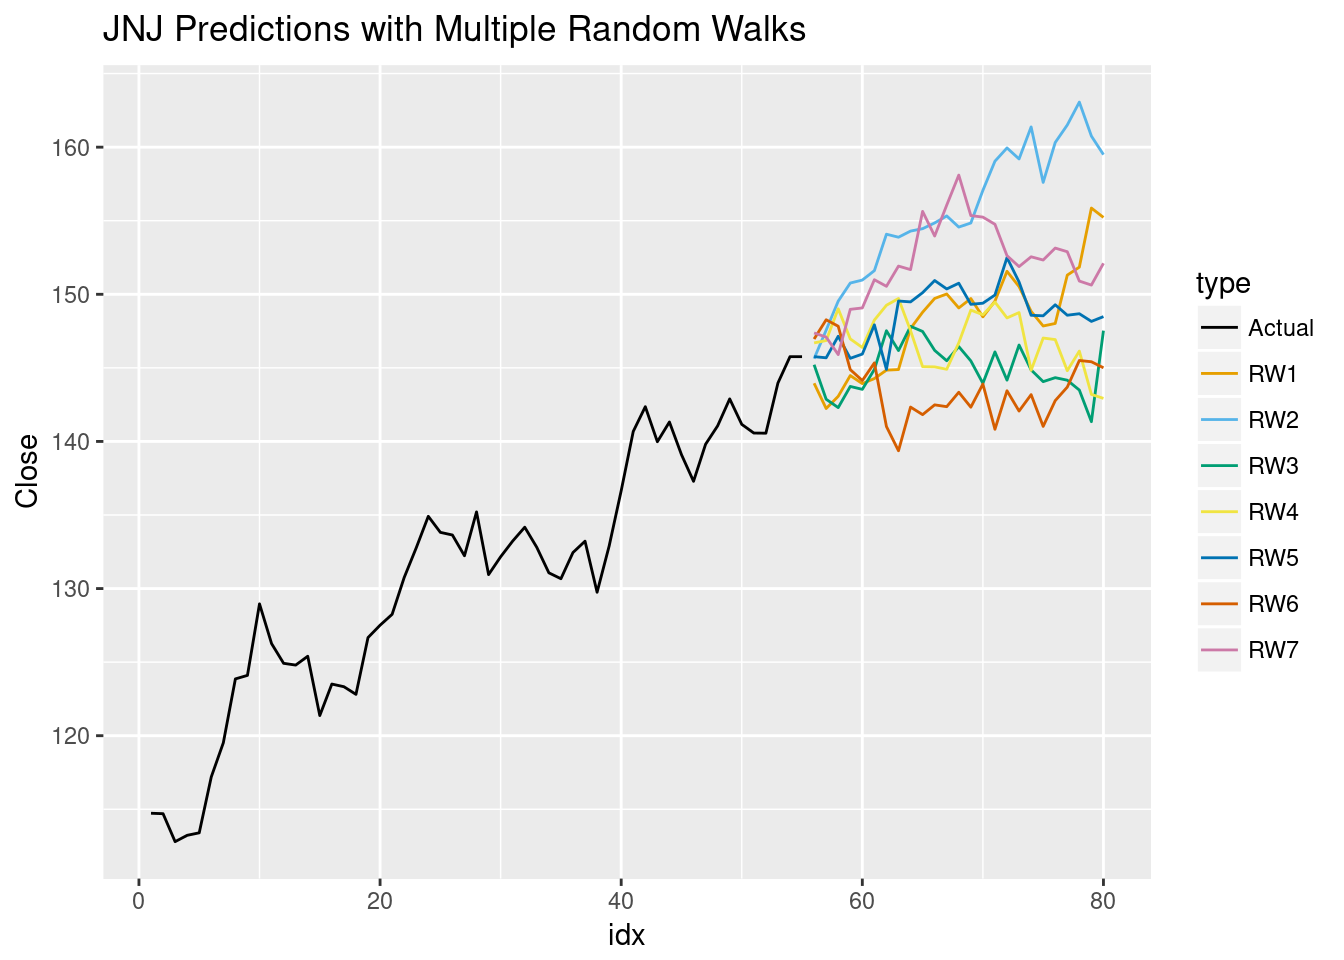 JNJ Predictions with Multiple Random Walks
160
150
140
130
120
Close
0 20 40 60 80
idx
type
Actual
RW1
RW2
RW3
RW4
RW5
RW6
RW7